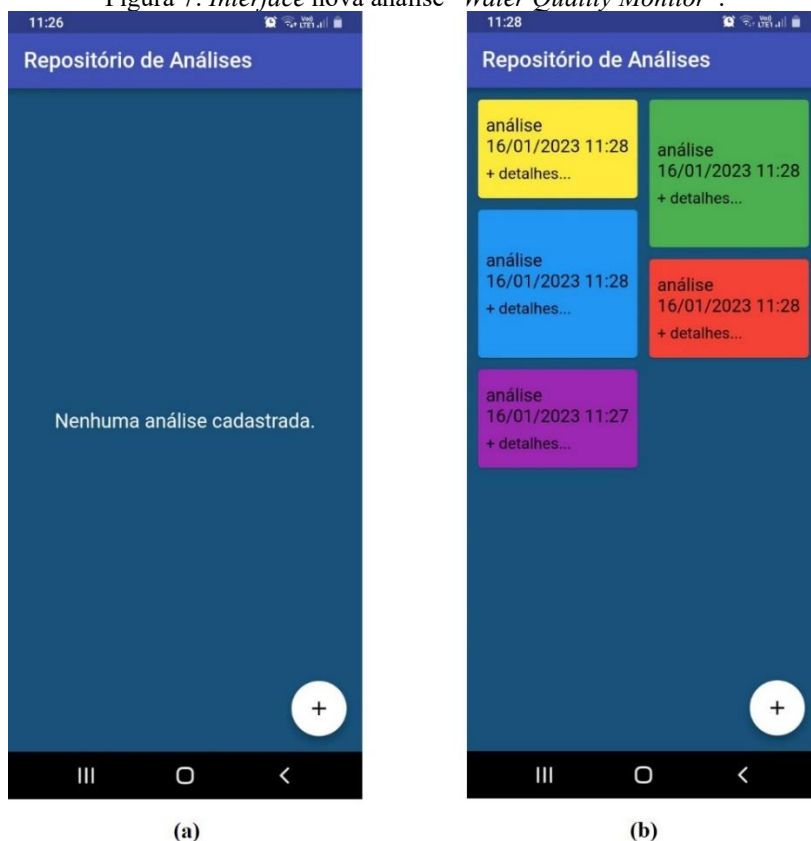 Figura 7. Interface nova análise "Water Quality Monitor".
11:26
Repositório de Análises
Nenhuma análise cadastrada.
+
(a)
11:28
Repositório de Análises
análise
16/01/2023 11:28
+ detalhes...
análise
16/01/2023 11:28
+ detalhes...
análise
16/01/2023 11:28
+ detalhes...
análise
16/01/2023 11:28
+ detalhes...
análise
16/01/2023 11:27
+ detalhes...
+
(b)